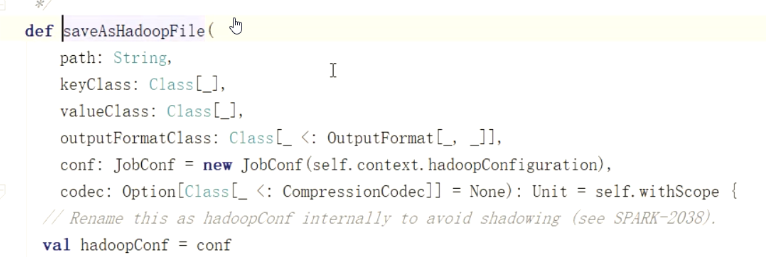 */
def saveAsHadoopFile(
path: String,
keyClass: Class[_],
valueClass: Class[_],
outputFormatClass: Class[_ <: OutputFormat[_, _]],
conf: JobConf = new JobConf(self.context.hadoopConfiguration),
codec: Option[Class[_ <: CompressionCodec]] = None): Unit = self.withScope {
// Rename this as hadoopConf internally to avoid shadowing (see SPARK-2038).
val hadoopConf = conf